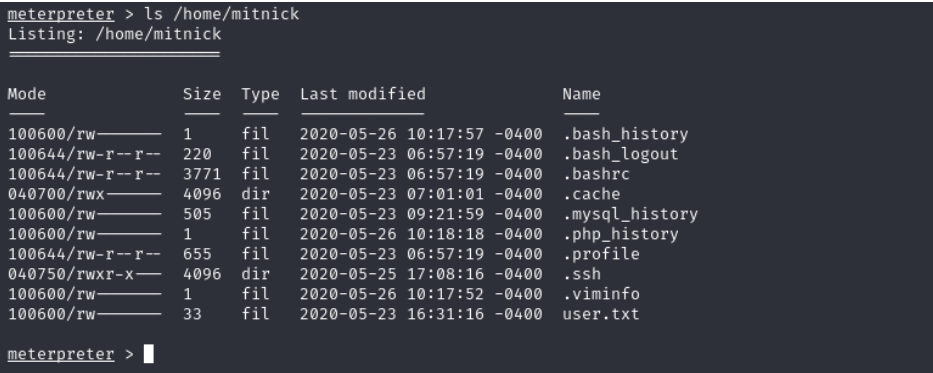 meterpreter > ls /home/mitnick
Listing: /home/mitnick
======================
Mode Size Type Last modified Name
---- ---- ---- ------------- ----
100600/rw------- 1 fil 2020-05-26 10:17:57 -0400 .bash_history
100644/rw-r--r-- 220 fil 2020-05-23 06:57:19 -0400 .bash_logout
100644/rw-r--r-- 3771 fil 2020-05-23 06:57:19 -0400 .bashrc
040700/rwx------ 4096 dir 2020-05-23 07:01:01 -0400 .cache
100600/rw------- 505 fil 2020-05-23 09:21:59 -0400 .mysql_history
100600/rw------- 1 fil 2020-05-26 10:18:18 -0400 .php_history
100644/rw-r--r-- 655 fil 2020-05-23 06:57:19 -0400 .profile
040750/rwxr-x--- 4096 dir 2020-05-25 17:08:16 -0400 .ssh
100600/rw------- 1 fil 2020-05-26 10:17:52 -0400 .viminfo
100600/rw------- 33 fil 2020-05-23 16:31:16 -0400 user.txt
meterpreter >